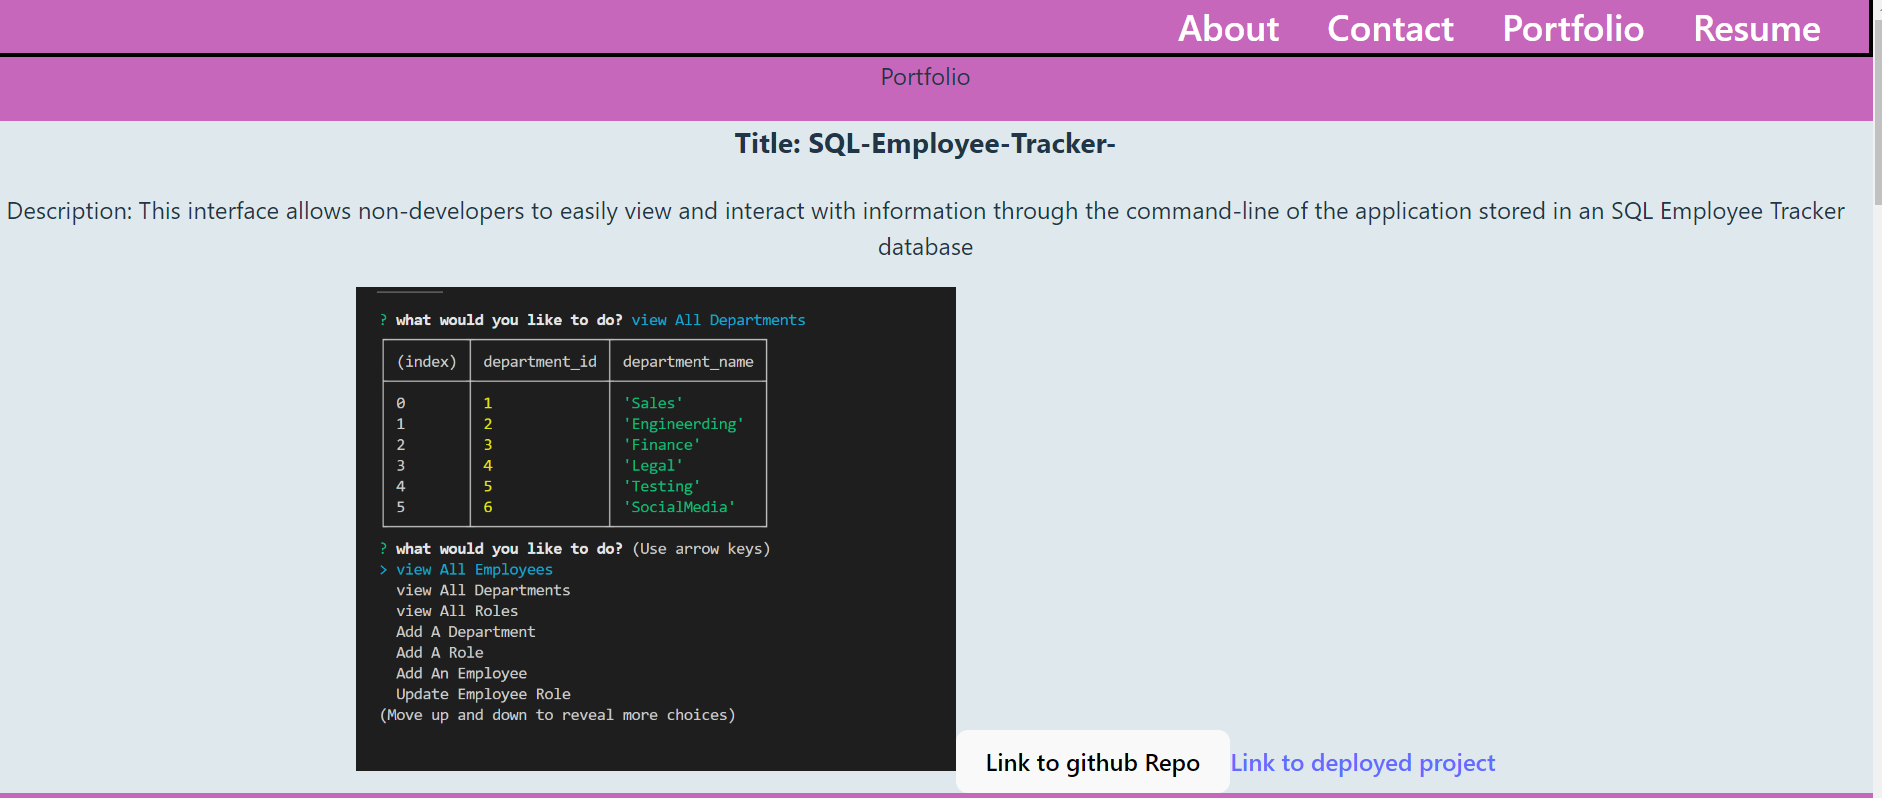 About Contact Portfolio Resume
Portfolio
Title: SQL-Employee-Tracker-
Description: This interface allows non-developers to easily view and interact with information through the command-line of the application stored in an SQL Employee Tracker
database
? what would you like to do? view All Departments
(index) department_id department_name
0 1 'Sales'
1 2 'Engineerding'
2 3 'Finance'
3 4 'Legal'
4 5 'Testing'
5 6 'SocialMedia'
? what would you like to do? (Use arrow keys)
> view All Employees
view All Departments
view All Roles
Add A Department
Add A Role
Add An Employee
Update Employee Role
(Move up and down to reveal more choices)
Link to github Repo Link to deployed project